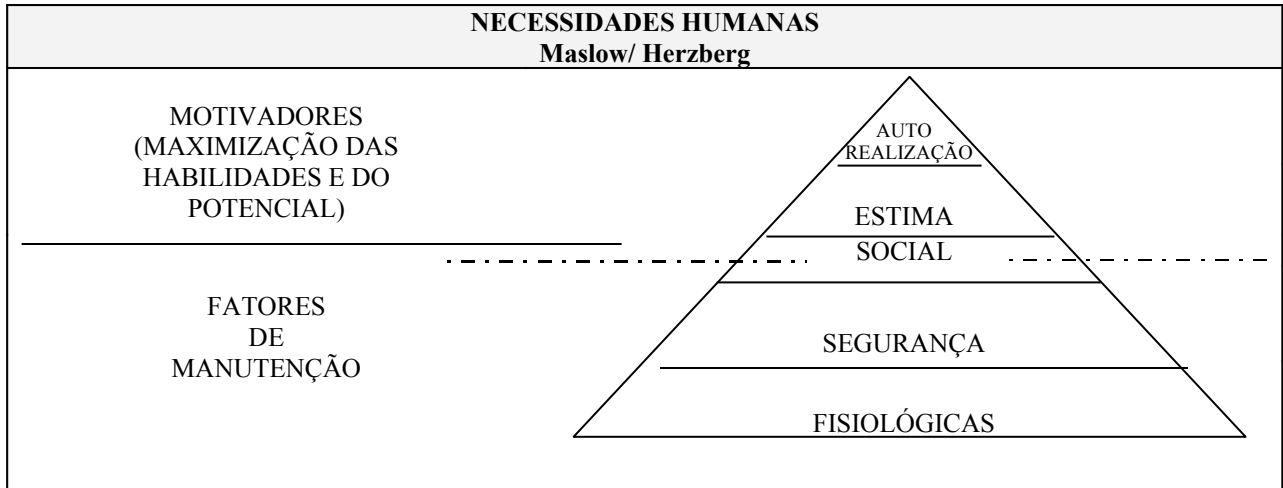 NECESSIDADES HUMANAS
Maslow/ Herzberg
MOTIVADORES
(MAXIMIZAÇÃO DAS
HABILIDADES E DO
POTENCIAL)
FATORES
DE
MANUTENÇÃO
AUTO
REALIZAÇÃO
ESTIMA
SOCIAL
SEGURANÇA
FISIOLÓGICAS